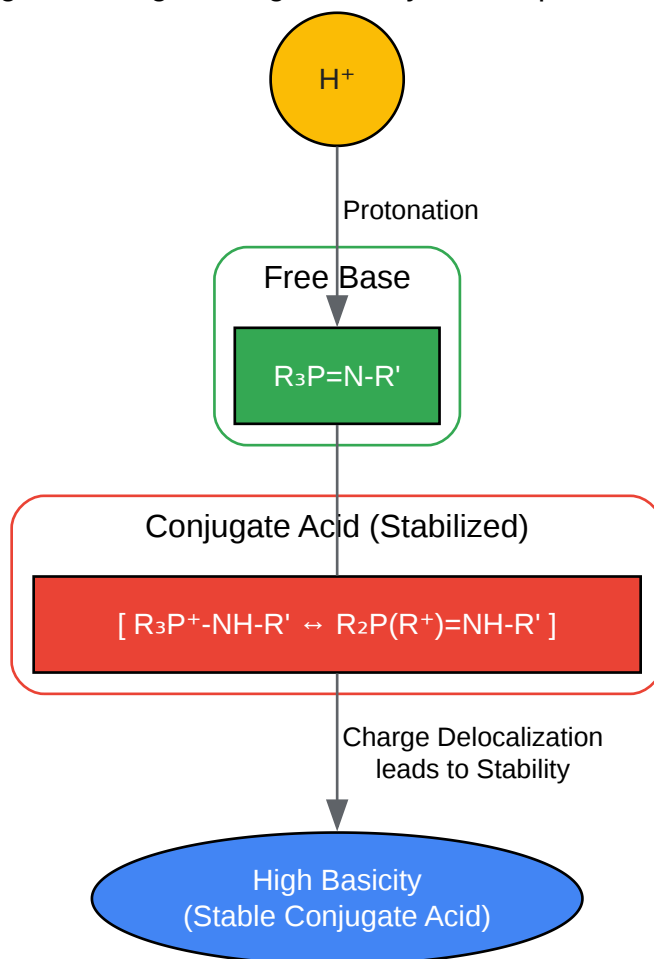 H⁺
Protonation
Free Base
R₃P=N-R'
Conjugate Acid (Stabilized)
[ R₃P⁺-NH-R' ↔ R₂P(R⁺)=NH-R' ]
Charge Delocalization
leads to Stability
High Basicity
(Stable Conjugate Acid)